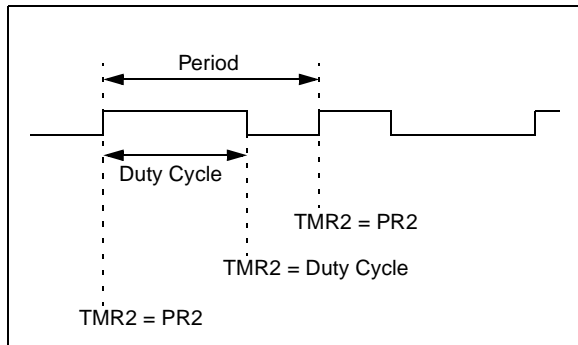 Period
Duty Cycle
TMR2 = PR2
TMR2 = Duty Cycle
TMR2 = PR2